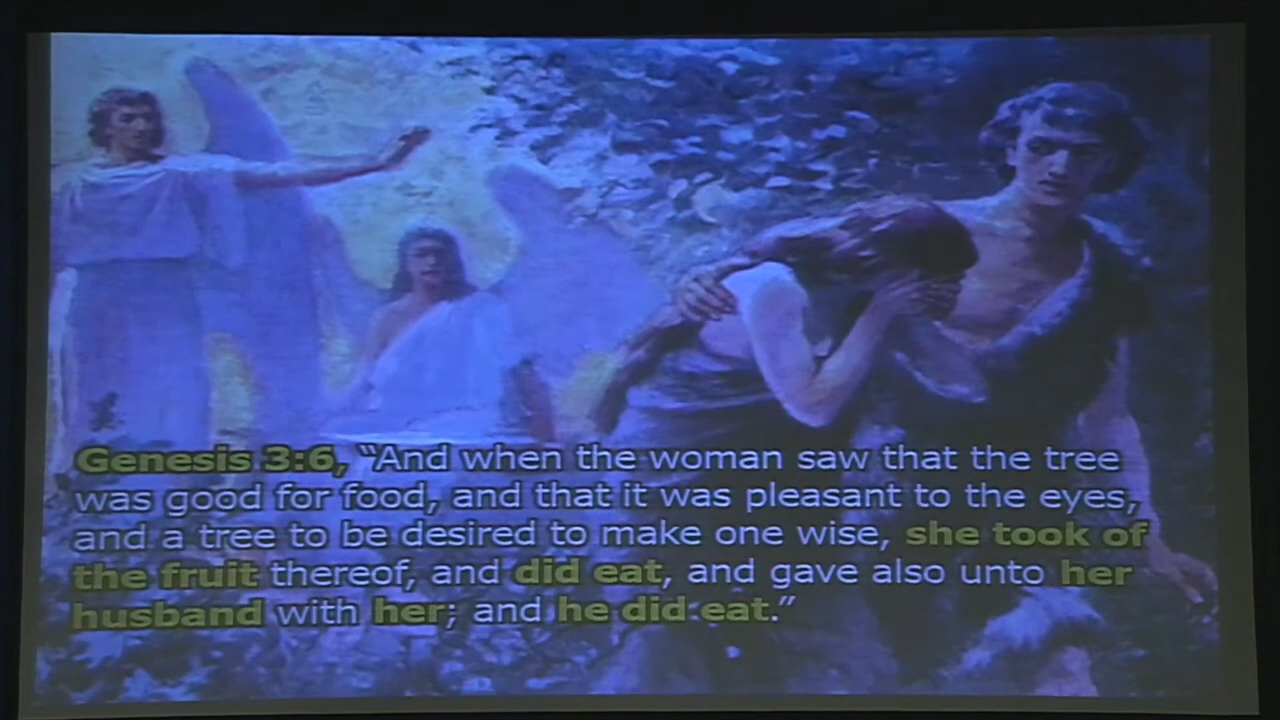 Genesis 3:6, “And when the woman saw that the tree
was good for food, and that it was pleasant to the eyes,
and a tree to be desired to make one wise, she took of
the fruit thereof, and did eat, and gave also unto her
husband with her; and he did eat.”